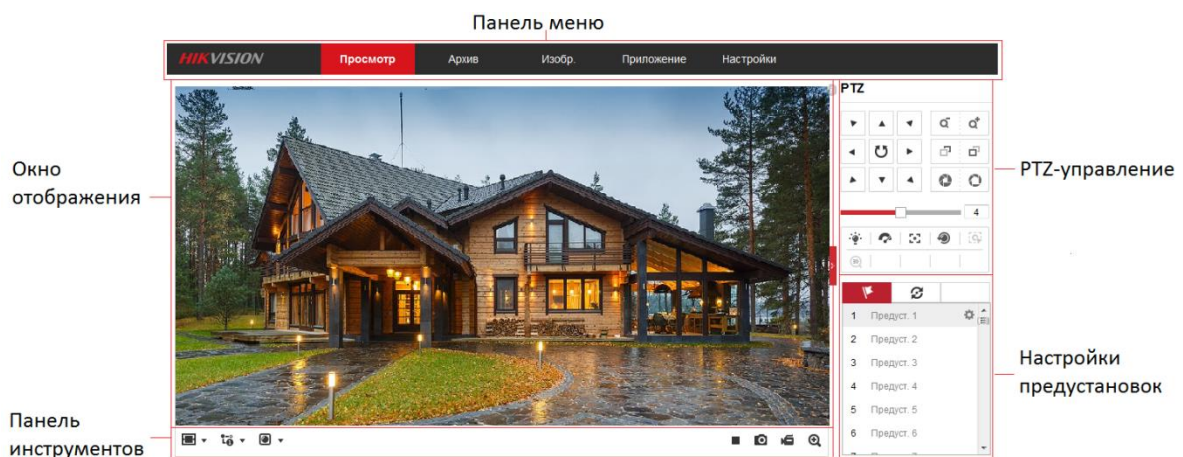 Панель меню
HIKVISION Просмотр Архив Изобр. Приложение Настройки
PTZ
Окно
отображения
PTZ-управление
4
1 Предуст. 1
2 Предуст. 2
3 Предуст. 3
4 Предуст. 4
5 Предуст. 5
6 Предуст. 6
Настройки
предустановок
Панель
инструментов